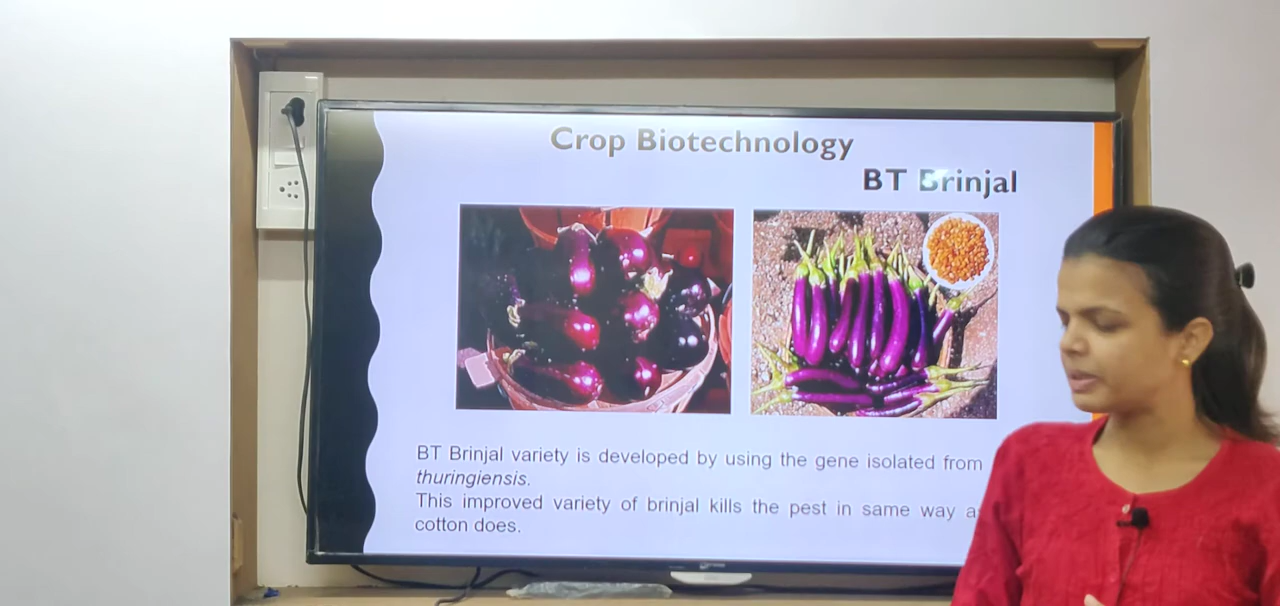 Crop Biotechnology
BT Brinjal
BT Brinjal variety is developed by using the gene isolated from
thuringiensis.
This improved variety of brinjal kills the pest in same way
cotton does.